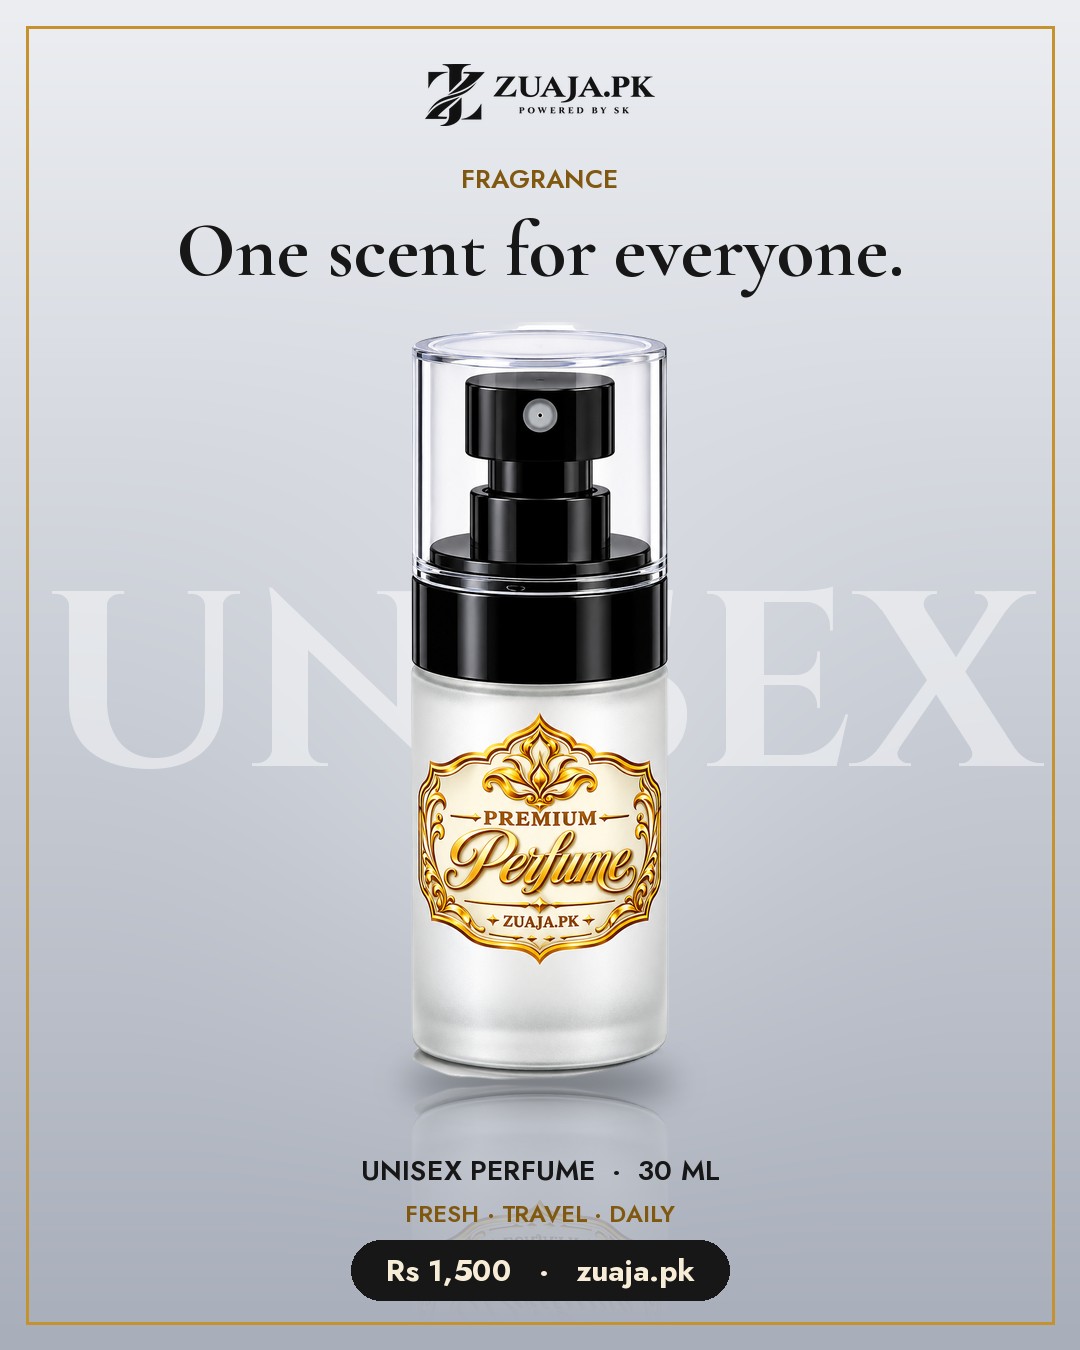 ZUAJA.PK
POWERED BY SK
FRAGRANCE
One scent for everyone.
UNISEX
PREMIUM
Perfume
ZUAJA.PK
UNISEX PERFUME · 30 ML
FRESH · TRAVEL · DAILY
Rs 1,500 · zuaja.pk